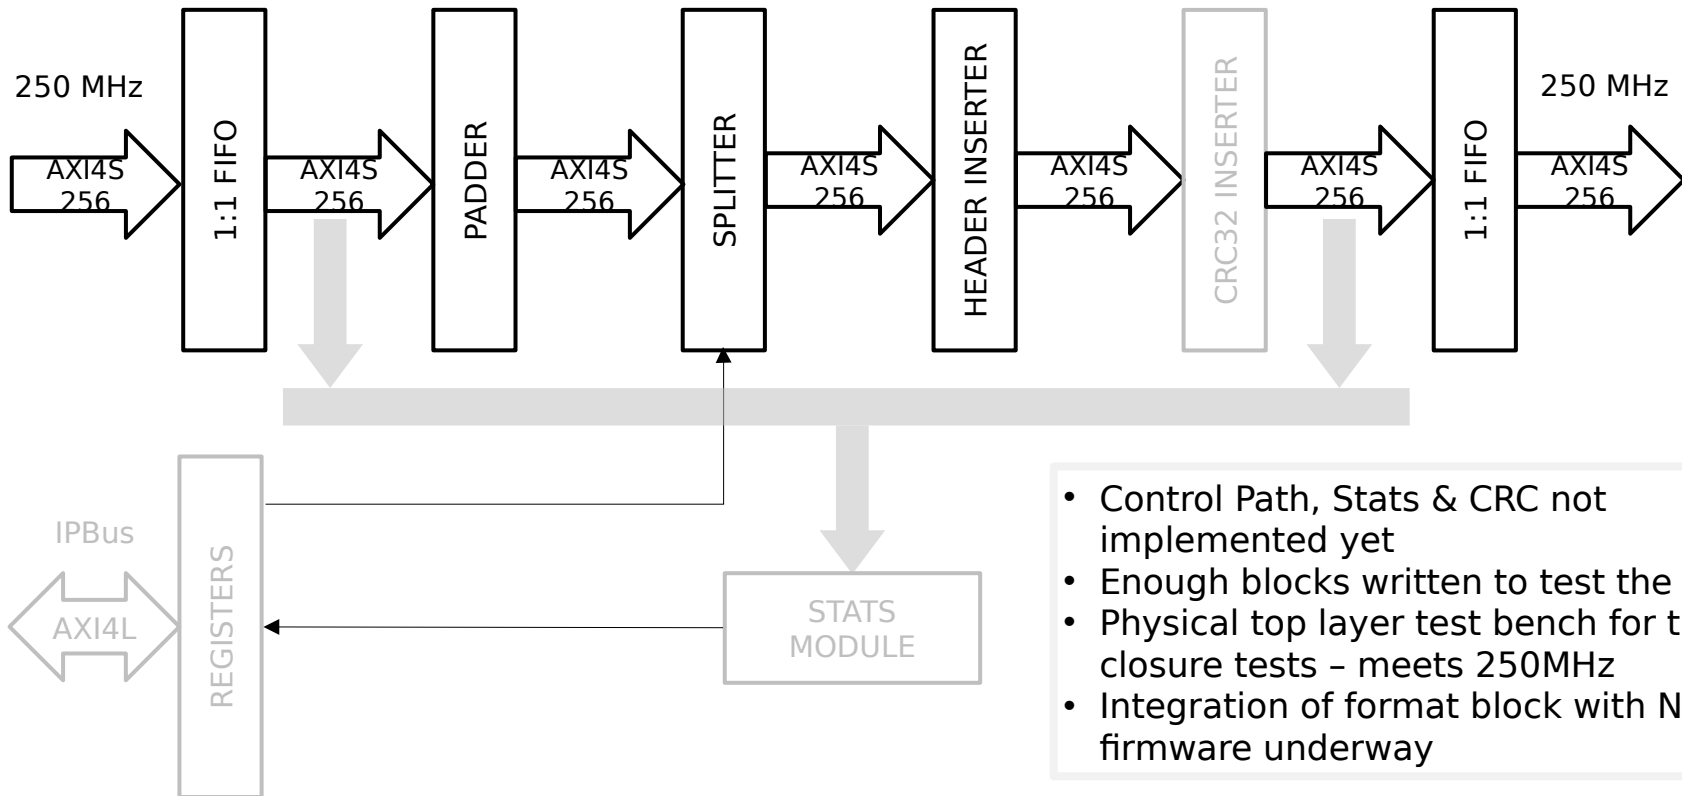 250 MHz
250 MHz
1:1 FIFO
PADDER
SPLITTER
HEADER INSERTER
CRC32 INSERTER
1:1 FIFO
AXI4S
256
AXI4S
256
AXI4S
256
AXI4S
256
AXI4S
256
AXI4S
256
AXI4S
256
IPBus
AXI4L
REGISTERS
STATS
MODULE
• Control Path, Stats & CRC not
implemented yet
• Enough blocks written to test the
• Physical top layer test bench for
closure tests – meets 250MHz
• Integration of format block with
firmware underway